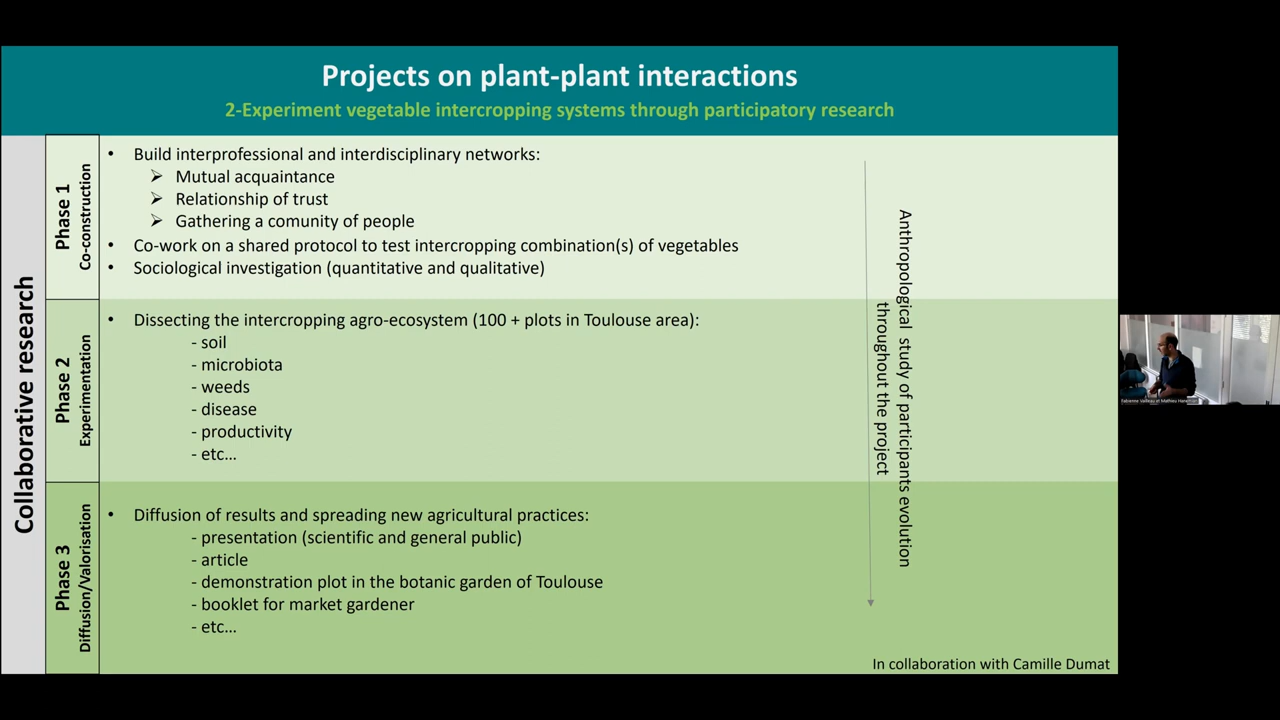 Projects on plant-plant interactions
2-Experiment vegetable intercropping systems through participatory research
Collaborative research
Phase 1
Co-construction
• Build interprofessional and interdisciplinary networks:
➢ Mutual acquaintance
➢ Relationship of trust
➢ Gathering a comunity of people
• Co-work on a shared protocol to test intercropping combination(s) of vegetables
• Sociological investigation (quantitative and qualitative)
Phase 2
Experimentation
• Dissecting the intercropping agro-ecosystem (100 + plots in Toulouse area):
- soil
- microbiota
- weeds
- disease
- productivity
- etc...
Phase 3
Diffusion/Valorisation
• Diffusion of results and spreading new agricultural practices:
- presentation (scientific and general public)
- article
- demonstration plot in the botanic garden of Toulouse
- booklet for market gardener
- etc...
Anthropological study of participants evolution
throughout the project
In collaboration with Camille Dumat